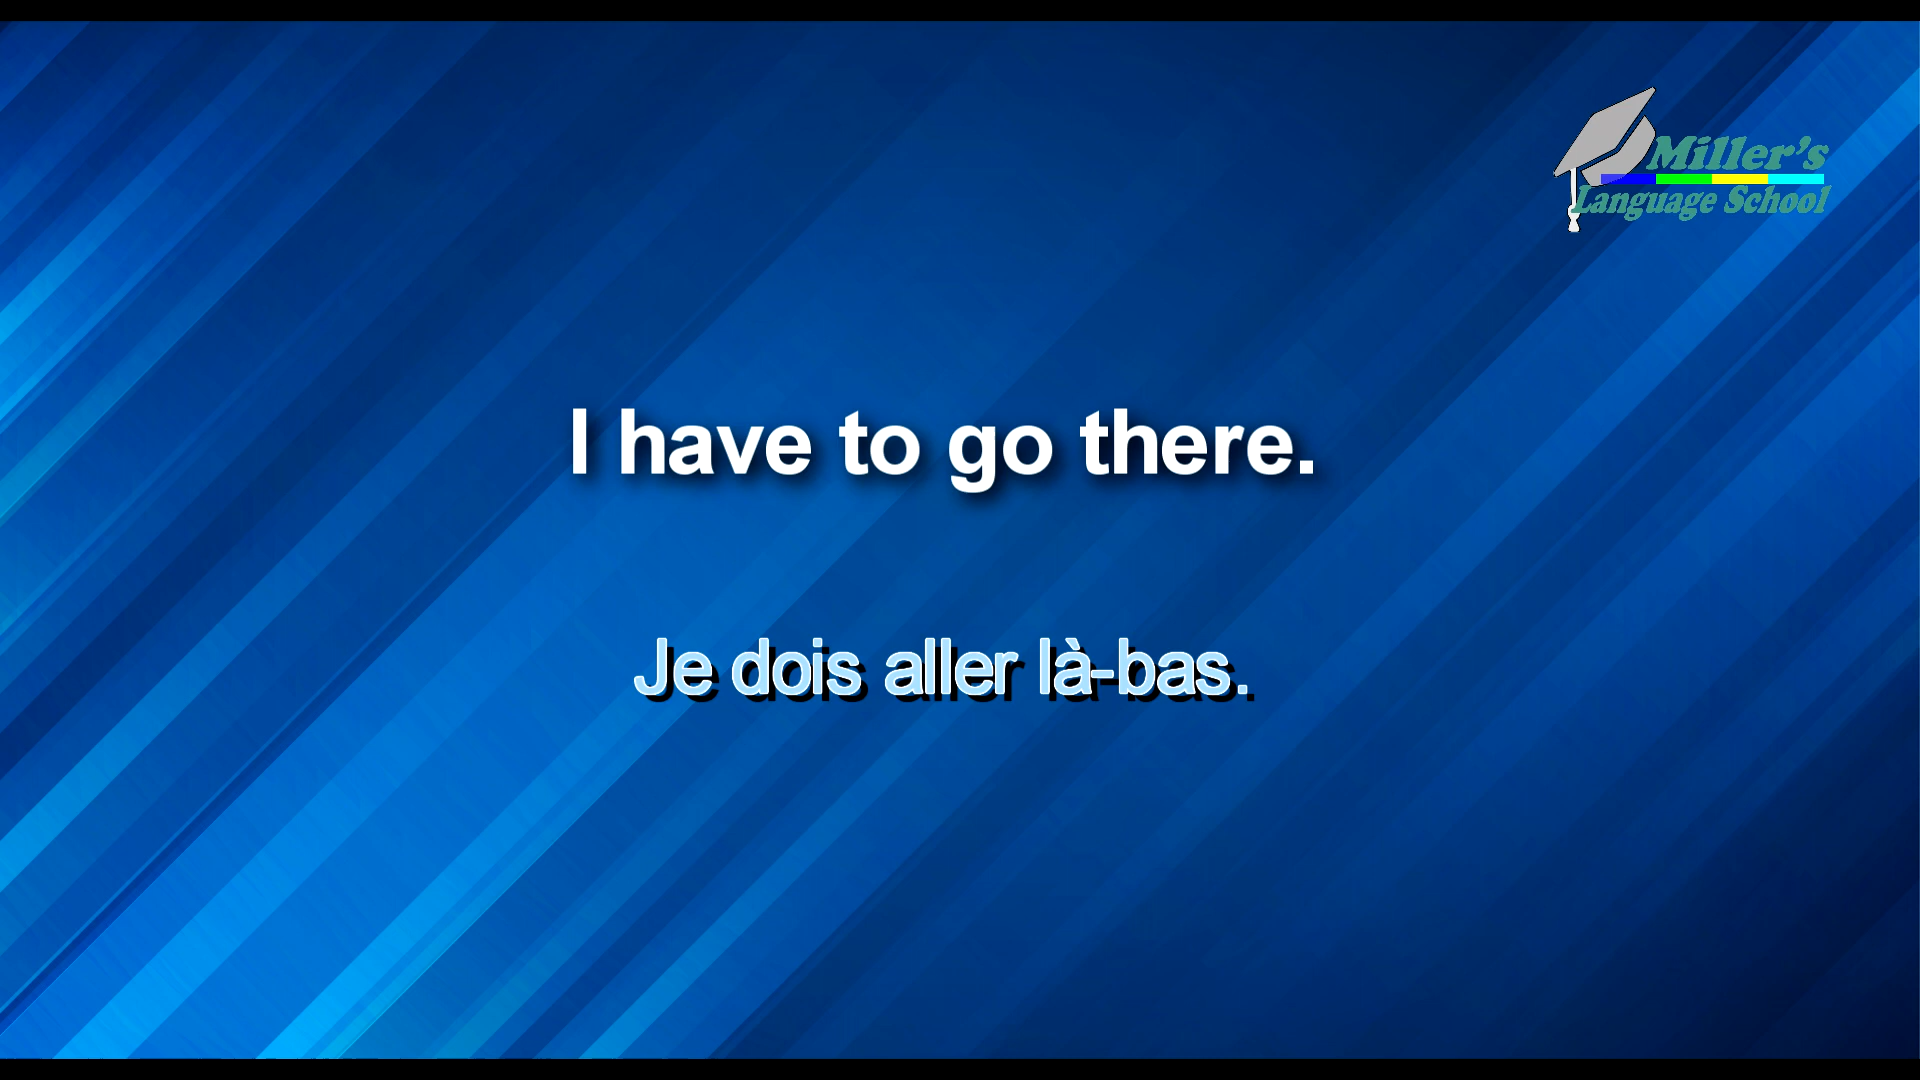 Miller's
Language School
I have to go there.
Je dois aller là-bas.